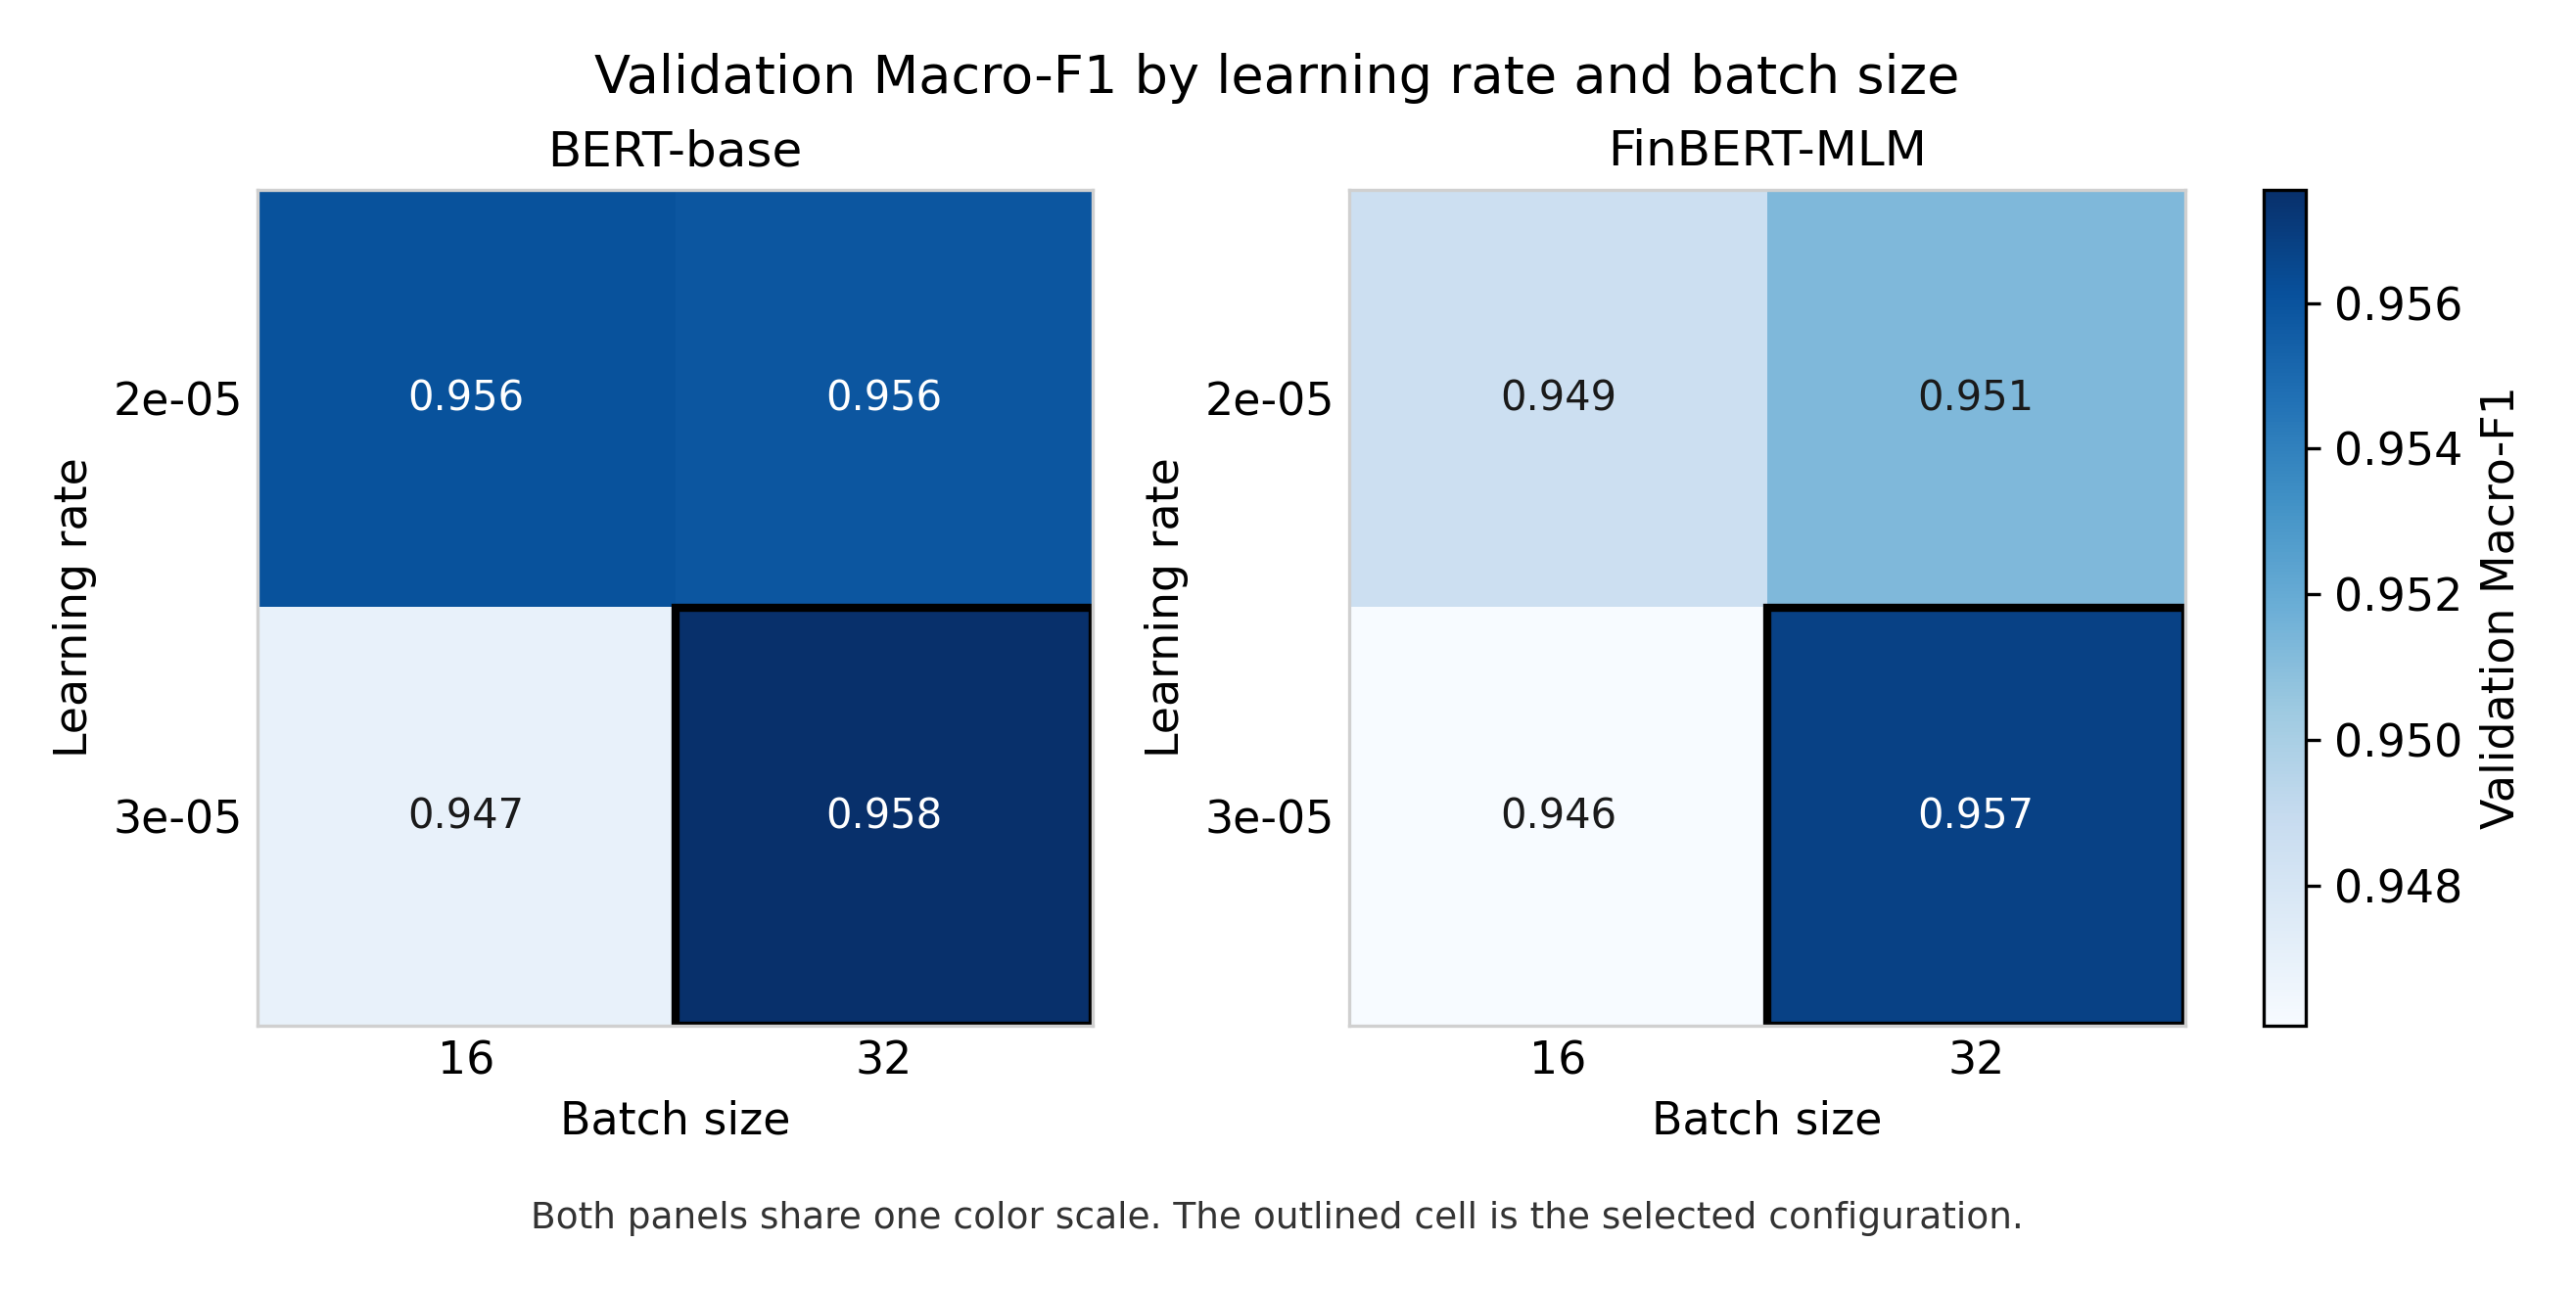 Validation Macro-F1 by learning rate and batch size
BERT-base
Learning rate
2e-05
3e-05
0.956
0.956
0.947
0.958
16
32
Batch size
FinBERT-MLM
Learning rate
2e-05
3e-05
0.949
0.951
0.946
0.957
16
32
Batch size
0.956
0.954
0.952
0.950
0.948
Validation Macro-F1
Both panels share one color scale. The outlined cell is the selected configuration.